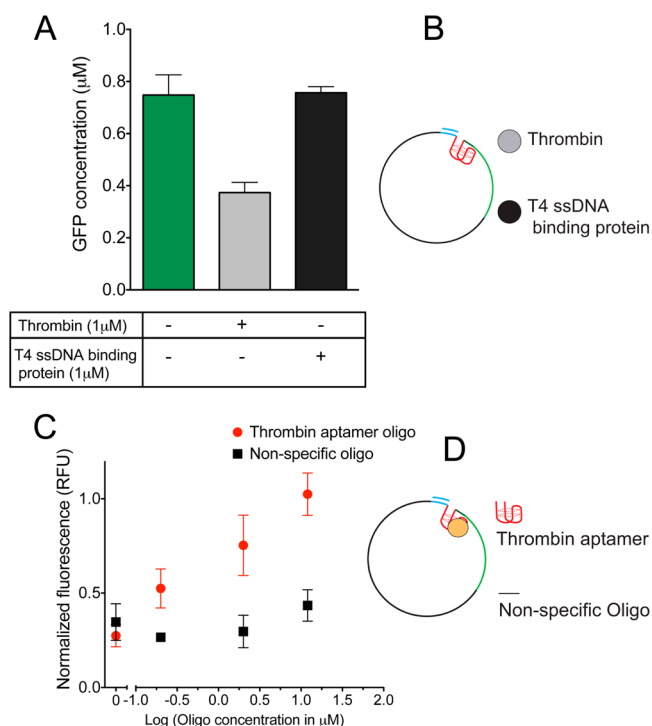 A
GFP concentration (μM)
1.0
0.8
0.6
0.4
0.2
0.0
Thrombin (1μM) - + -
T4 ssDNA binding
protein (1μM) - - +
B
Thrombin
T4 ssDNA
binding protein
C
Thrombin aptamer oligo
Non-specific oligo
Normalized fluorescence (RFU)
1.0
0.5
0.0
0 -1.0 -0.5 0.0 0.5 1.0 1.5 2.0
Log (Oligo concentration in μM)
D
Thrombin aptamer
Non-specific Oligo